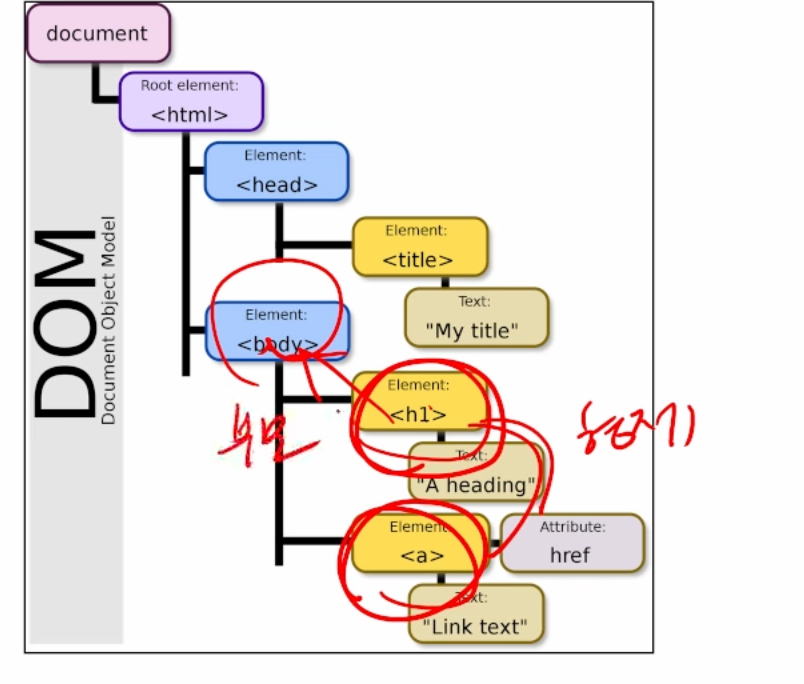 document
Root element:
<html>
Element:
<head>
Element:
<title>
Text:
"My title"
Element:
<body>
Element:
<h1>
Text:
"A heading"
Element:
<a>
Attribute:
href
Text:
"Link text"
DOM
Document Object Model
부모
형제